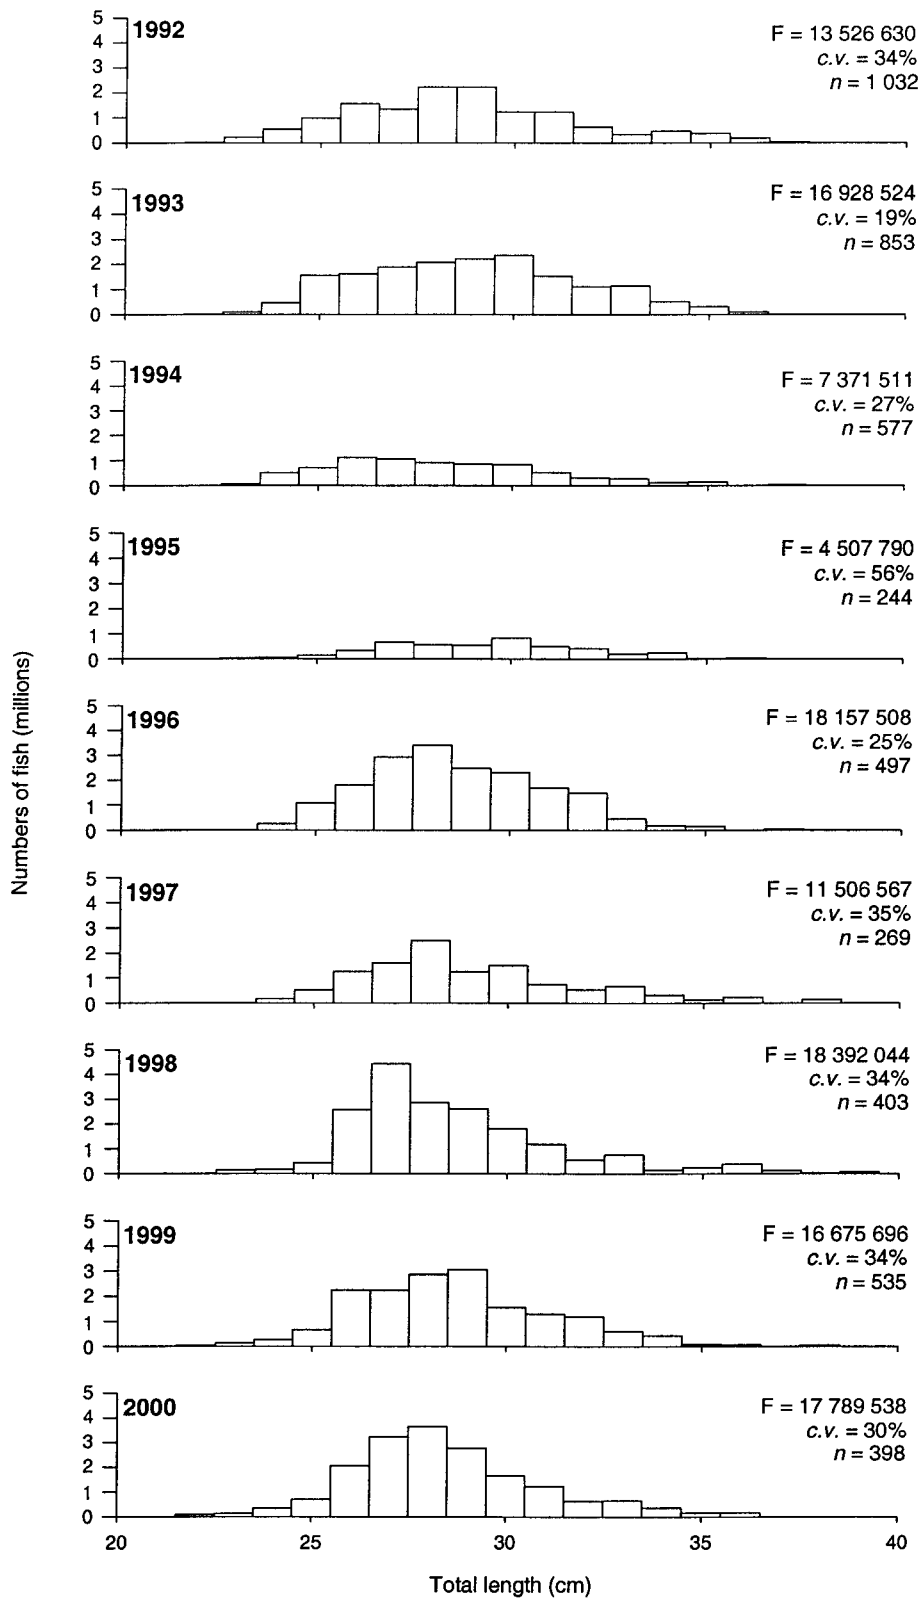 5
4
3
2
1
0
1992
F = 13 526 630
c.v. = 34%
n = 1 032
5
4
3
2
1
0
1993
F = 16 928 524
c.v. = 19%
n = 853
5
4
3
2
1
0
1994
F = 7 371 511
c.v. = 27%
n = 577
5
4
3
2
1
0
1995
F = 4 507 790
c.v. = 56%
n = 244
Numbers of fish (millions)
5
4
3
2
1
0
1996
F = 18 157 508
c.v. = 25%
n = 497
5
4
3
2
1
0
1997
F = 11 506 567
c.v. = 35%
n = 269
5
4
3
2
1
0
1998
F = 18 392 044
c.v. = 34%
n = 403
5
4
3
2
1
0
1999
F = 16 675 696
c.v. = 34%
n = 535
5
4
3
2
1
0
2000
F = 17 789 538
c.v. = 30%
n = 398
20 25 30 35 40
Total length (cm)